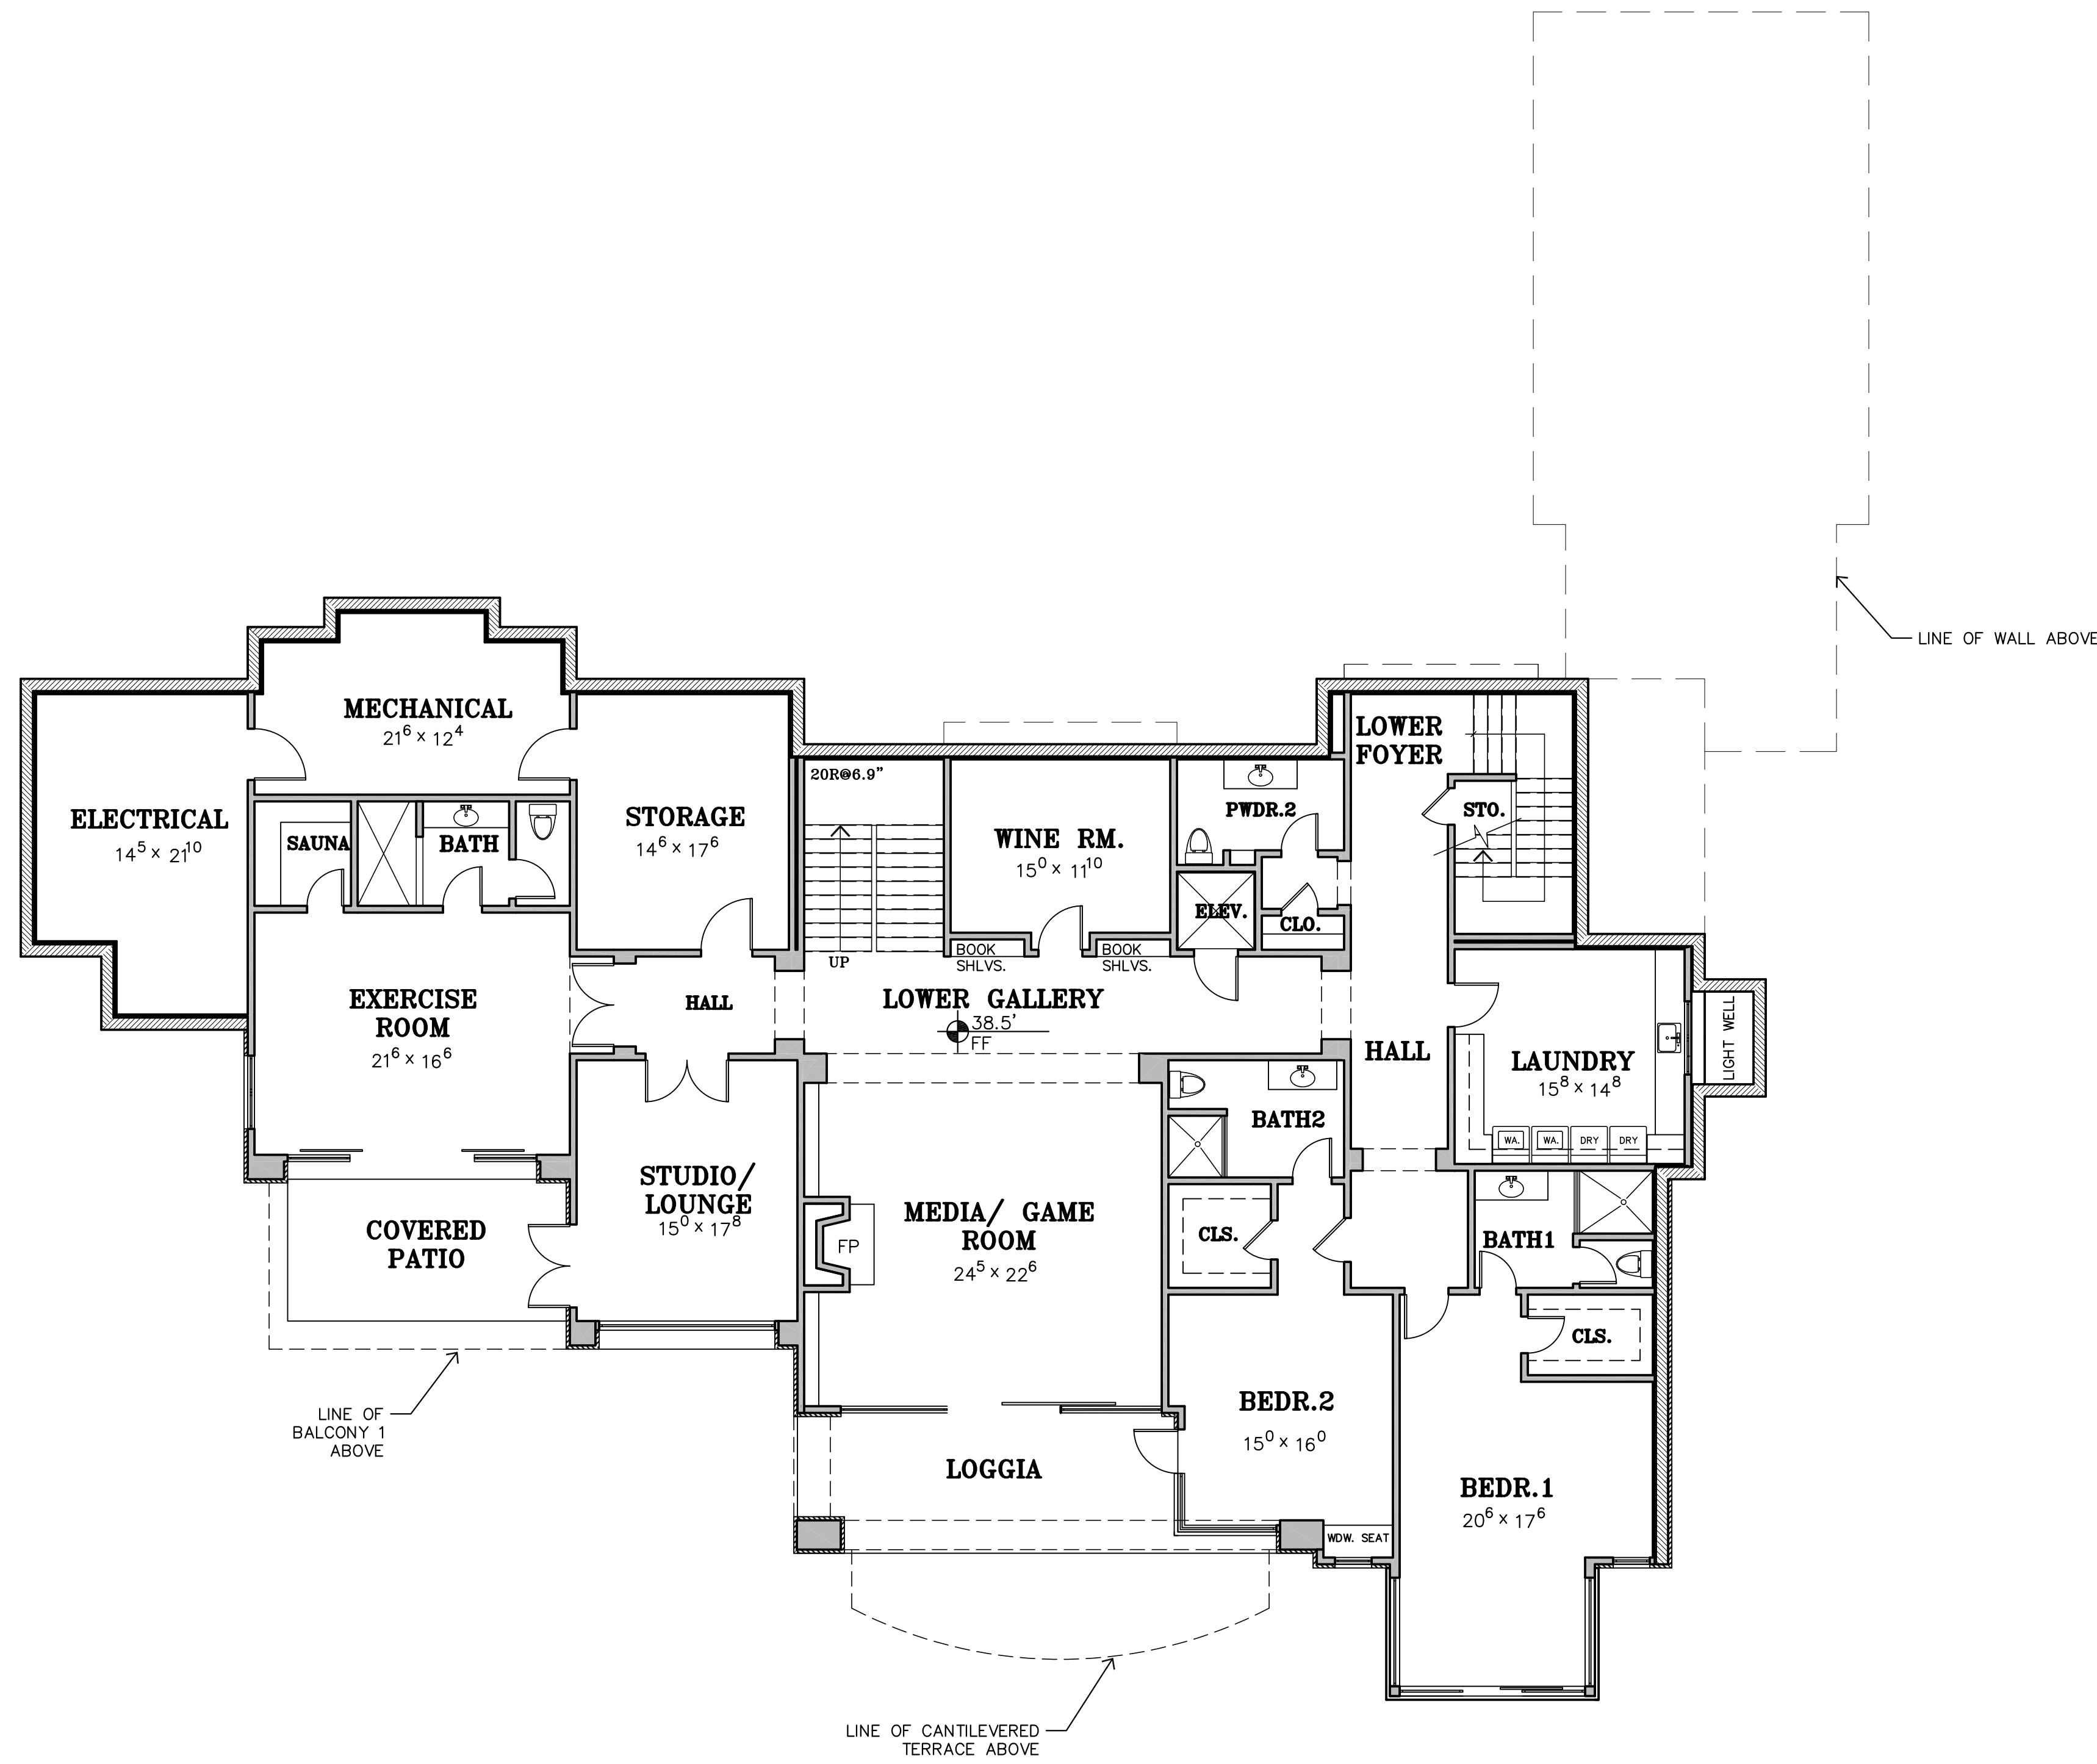 LINE OF WALL ABOVE
MECHANICAL
21⁶ x 12⁴
LOWER
FOYER
20R@6.9"
ELECTRICAL
14⁵ x 21¹⁰
SAUNA
BATH
STORAGE
14⁶ x 17⁶
WINE RM.
15⁰ x 11¹⁰
PWDR.2
STO.
ELEV.
CLO.
UP
BOOK
SHLVS.
BOOK
SHLVS.
EXERCISE
ROOM
21⁶ x 16⁶
HALL
LOWER GALLERY
38.5'
FF
HALL
LAUNDRY
15⁸ x 14⁸
LIGHT WELL
WA.
WA.
DRY
DRY
BATH2
STUDIO/
LOUNGE
15⁰ x 17⁸
COVERED
PATIO
FP
MEDIA/ GAME
ROOM
24⁵ x 22⁶
CLS.
BATH1
CLS.
LINE OF
BALCONY 1
ABOVE
BEDR.2
15⁰ x 16⁰
LOGGIA
BEDR.1
20⁶ x 17⁶
WDW. SEAT
LINE OF CANTILEVERED
TERRACE ABOVE